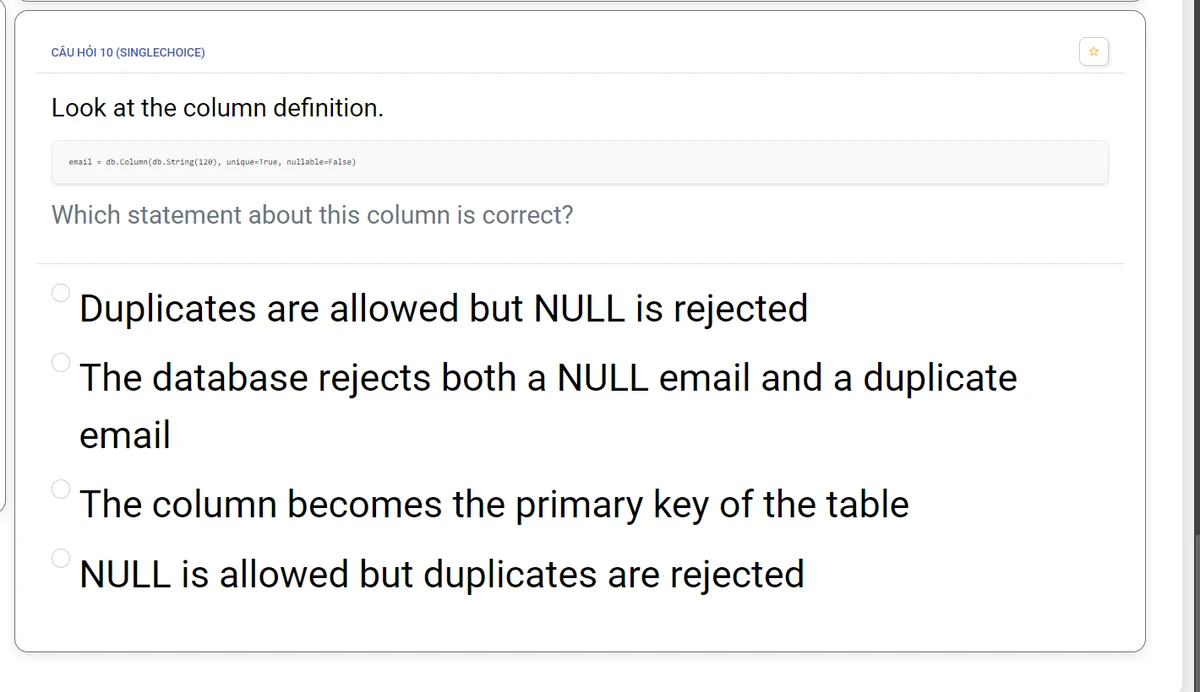 CÂU HỎI 10 (SINGLECHOICE)
Look at the column definition.
email = db.Column(db.String(120), unique=True, nullable=False)
Which statement about this column is correct?
Duplicates are allowed but NULL is rejected
The database rejects both a NULL email and a duplicate
email
The column becomes the primary key of the table
NULL is allowed but duplicates are rejected